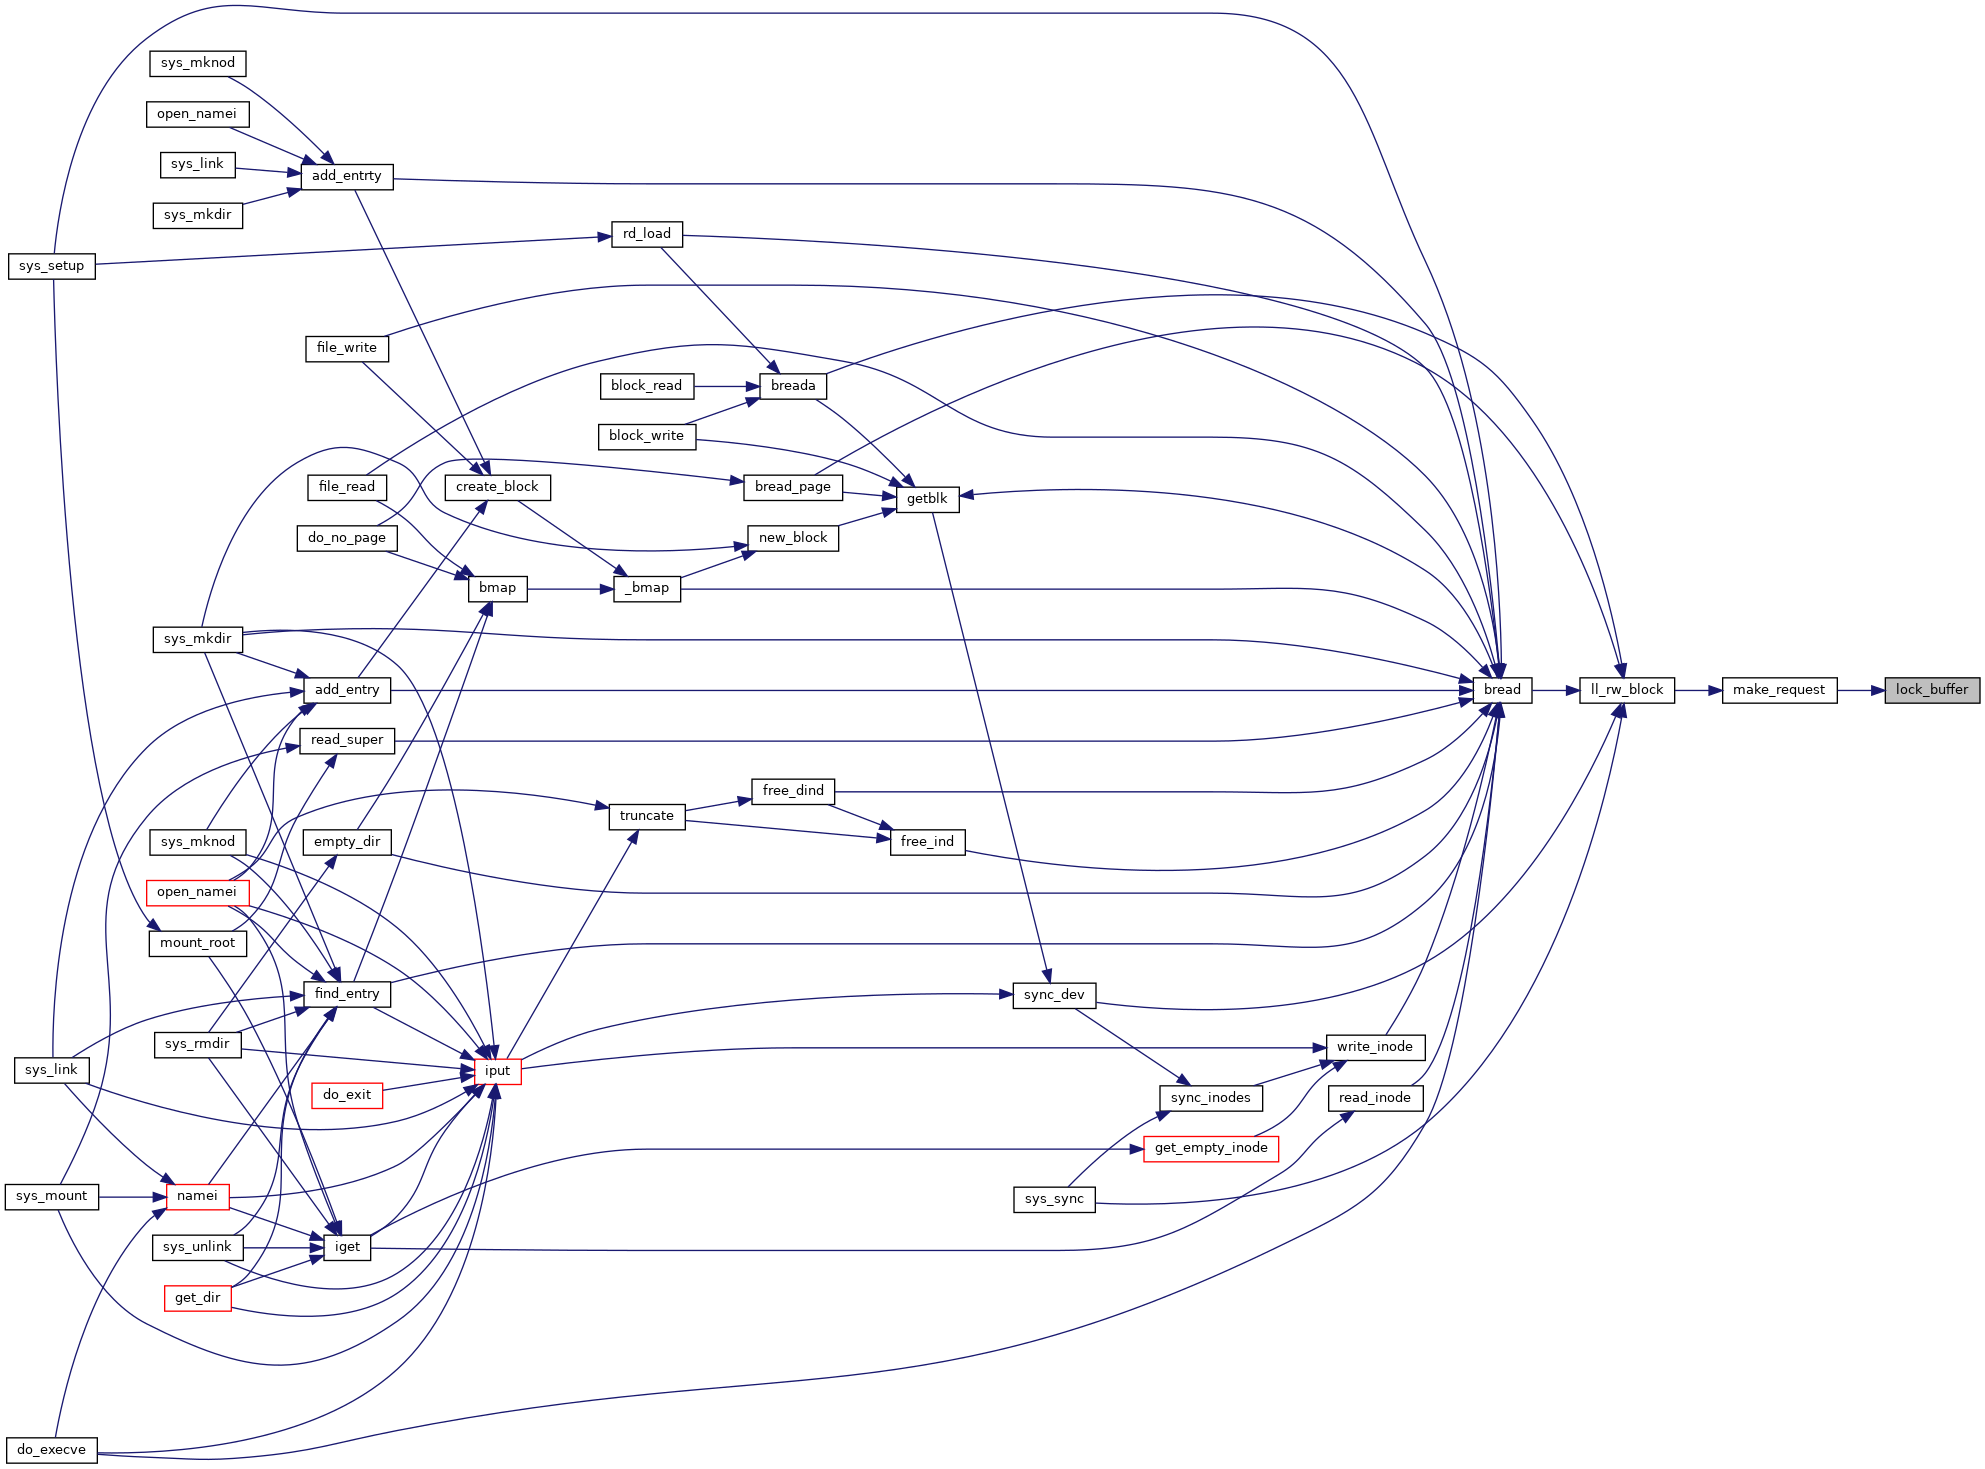 sys_mknod
open_namei
sys_link
add_entrty
sys_mkdir
rd_load
sys_setup
file_write
block_read
breada
block_write
file_read
create_block
bread_page
getblk
do_no_page
new_block
bmap
_bmap
sys_mkdir
add_entry
bread
ll_rw_block
make_request
lock_buffer
read_super
free_dind
truncate
sys_mknod
empty_dir
free_ind
open_namei
mount_root
find_entry
sync_dev
sys_rmdir
write_inode
sys_link
iput
do_exit
sync_inodes
read_inode
get_empty_inode
sys_mount
namei
sys_sync
sys_unlink
iget
get_dir
do_execve